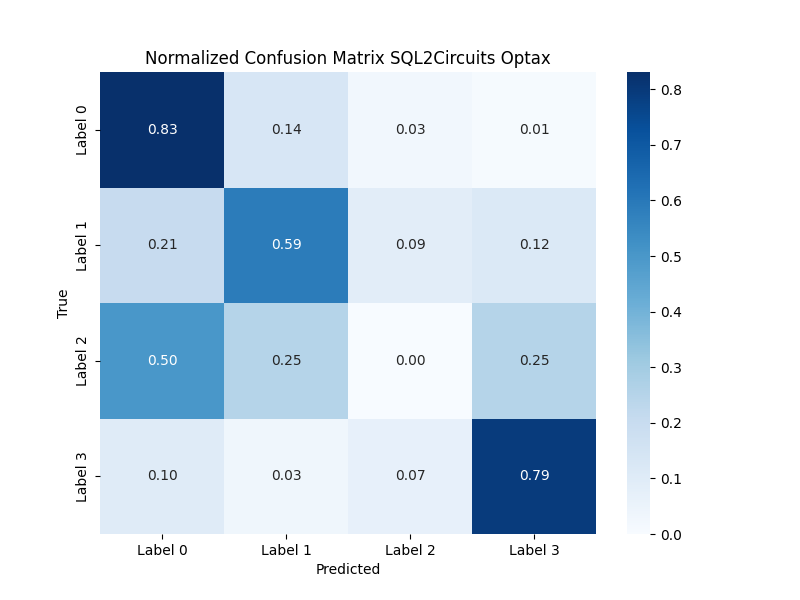 Normalized Confusion Matrix SQL2Circuits Optax
Label 0
0.83
0.14
0.03
0.01
Label 1
0.21
0.59
0.09
0.12
Label 2
0.50
0.25
0.00
0.25
Label 3
0.10
0.03
0.07
0.79
True
Label 0
Label 1
Label 2
Label 3
Predicted
0.8
0.7
0.6
0.5
0.4
0.3
0.2
0.1
0.0